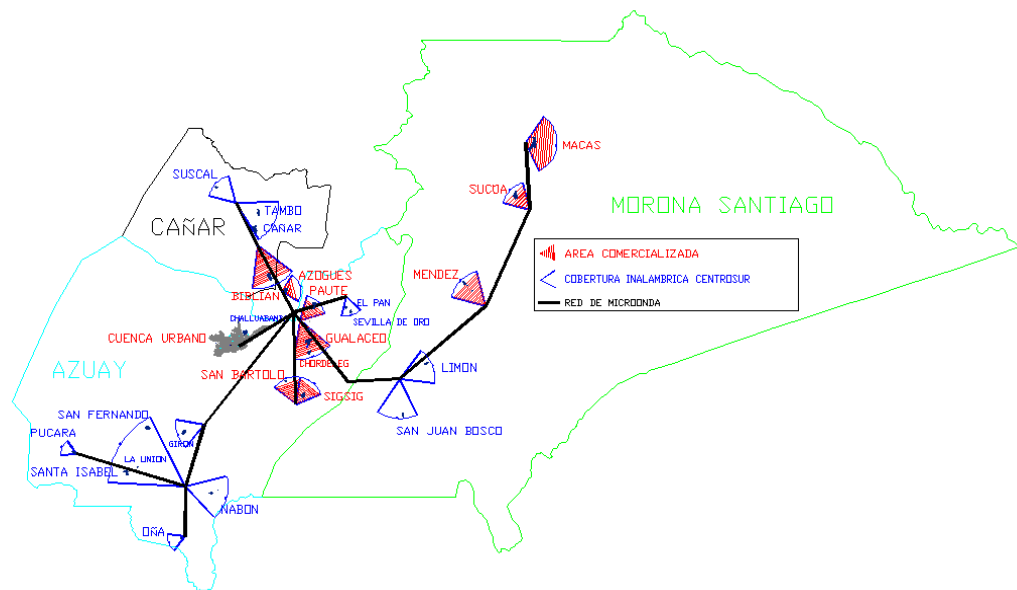 MACAS
SUSCAL
SUCOA
TAMBO
MORONA SANTIAGO
CAÑAR
CAÑAR
AREA COMERCIALIZADA
AZOGUES
MENDEZ
COBERTURA INALAMBRICA CENTROSUR
PAUTE
BIBLIAN
EL PAN
RED DE MICROONDA
CHALLUABAMBA
SEVILLA DE ORO
CUENCA URBANO
GUALACEO
CHORDELEG
LIMON
AZUAY
SAN BARTOLO
SIGSIG
SAN FERNANDO
SAN JUAN BOSCO
PUCARA
GIRON
LA UNION
SANTA ISABEL
NABON
OÑA